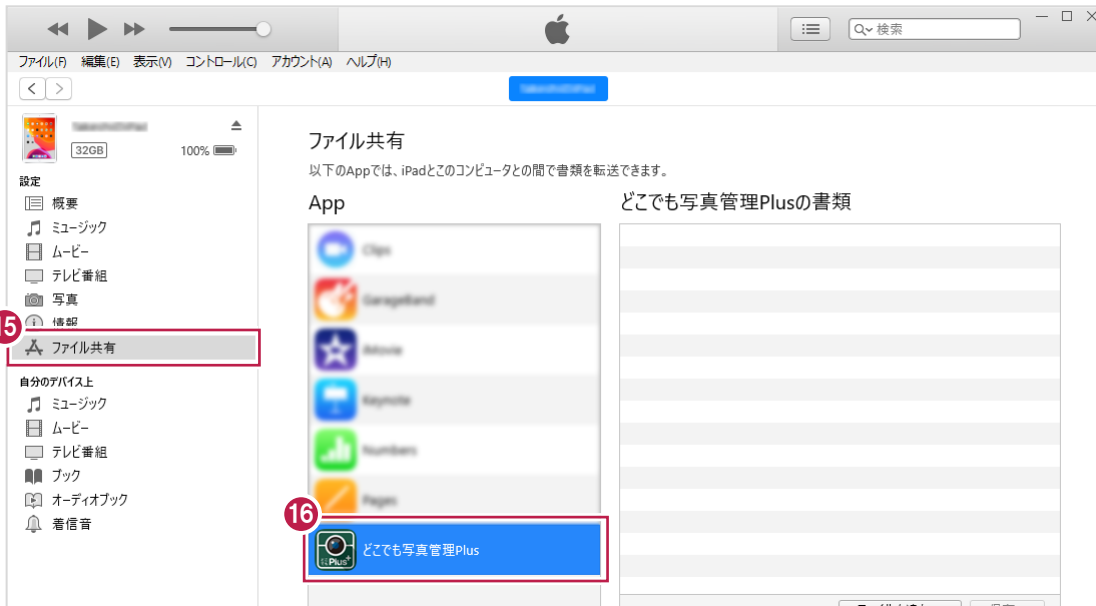 検索
ファイル(F) 編集(E) 表示(V) コントロール(C) アカウント(A) ヘルプ(H)
32GB
100%
設定
概要
ミュージック
ムービー
テレビ番組
写真
情報
15
ファイル共有
自分のデバイス上
ミュージック
ムービー
テレビ番組
ブック
オーディオブック
着信音
ファイル共有
以下のAppでは、iPadとこのコンピュータとの間で書類を転送できます。
App
Clips
GarageBand
iMovie
Keynote
Numbers
Pages
16
Plus+
どこでも写真管理Plus
どこでも写真管理Plusの書類